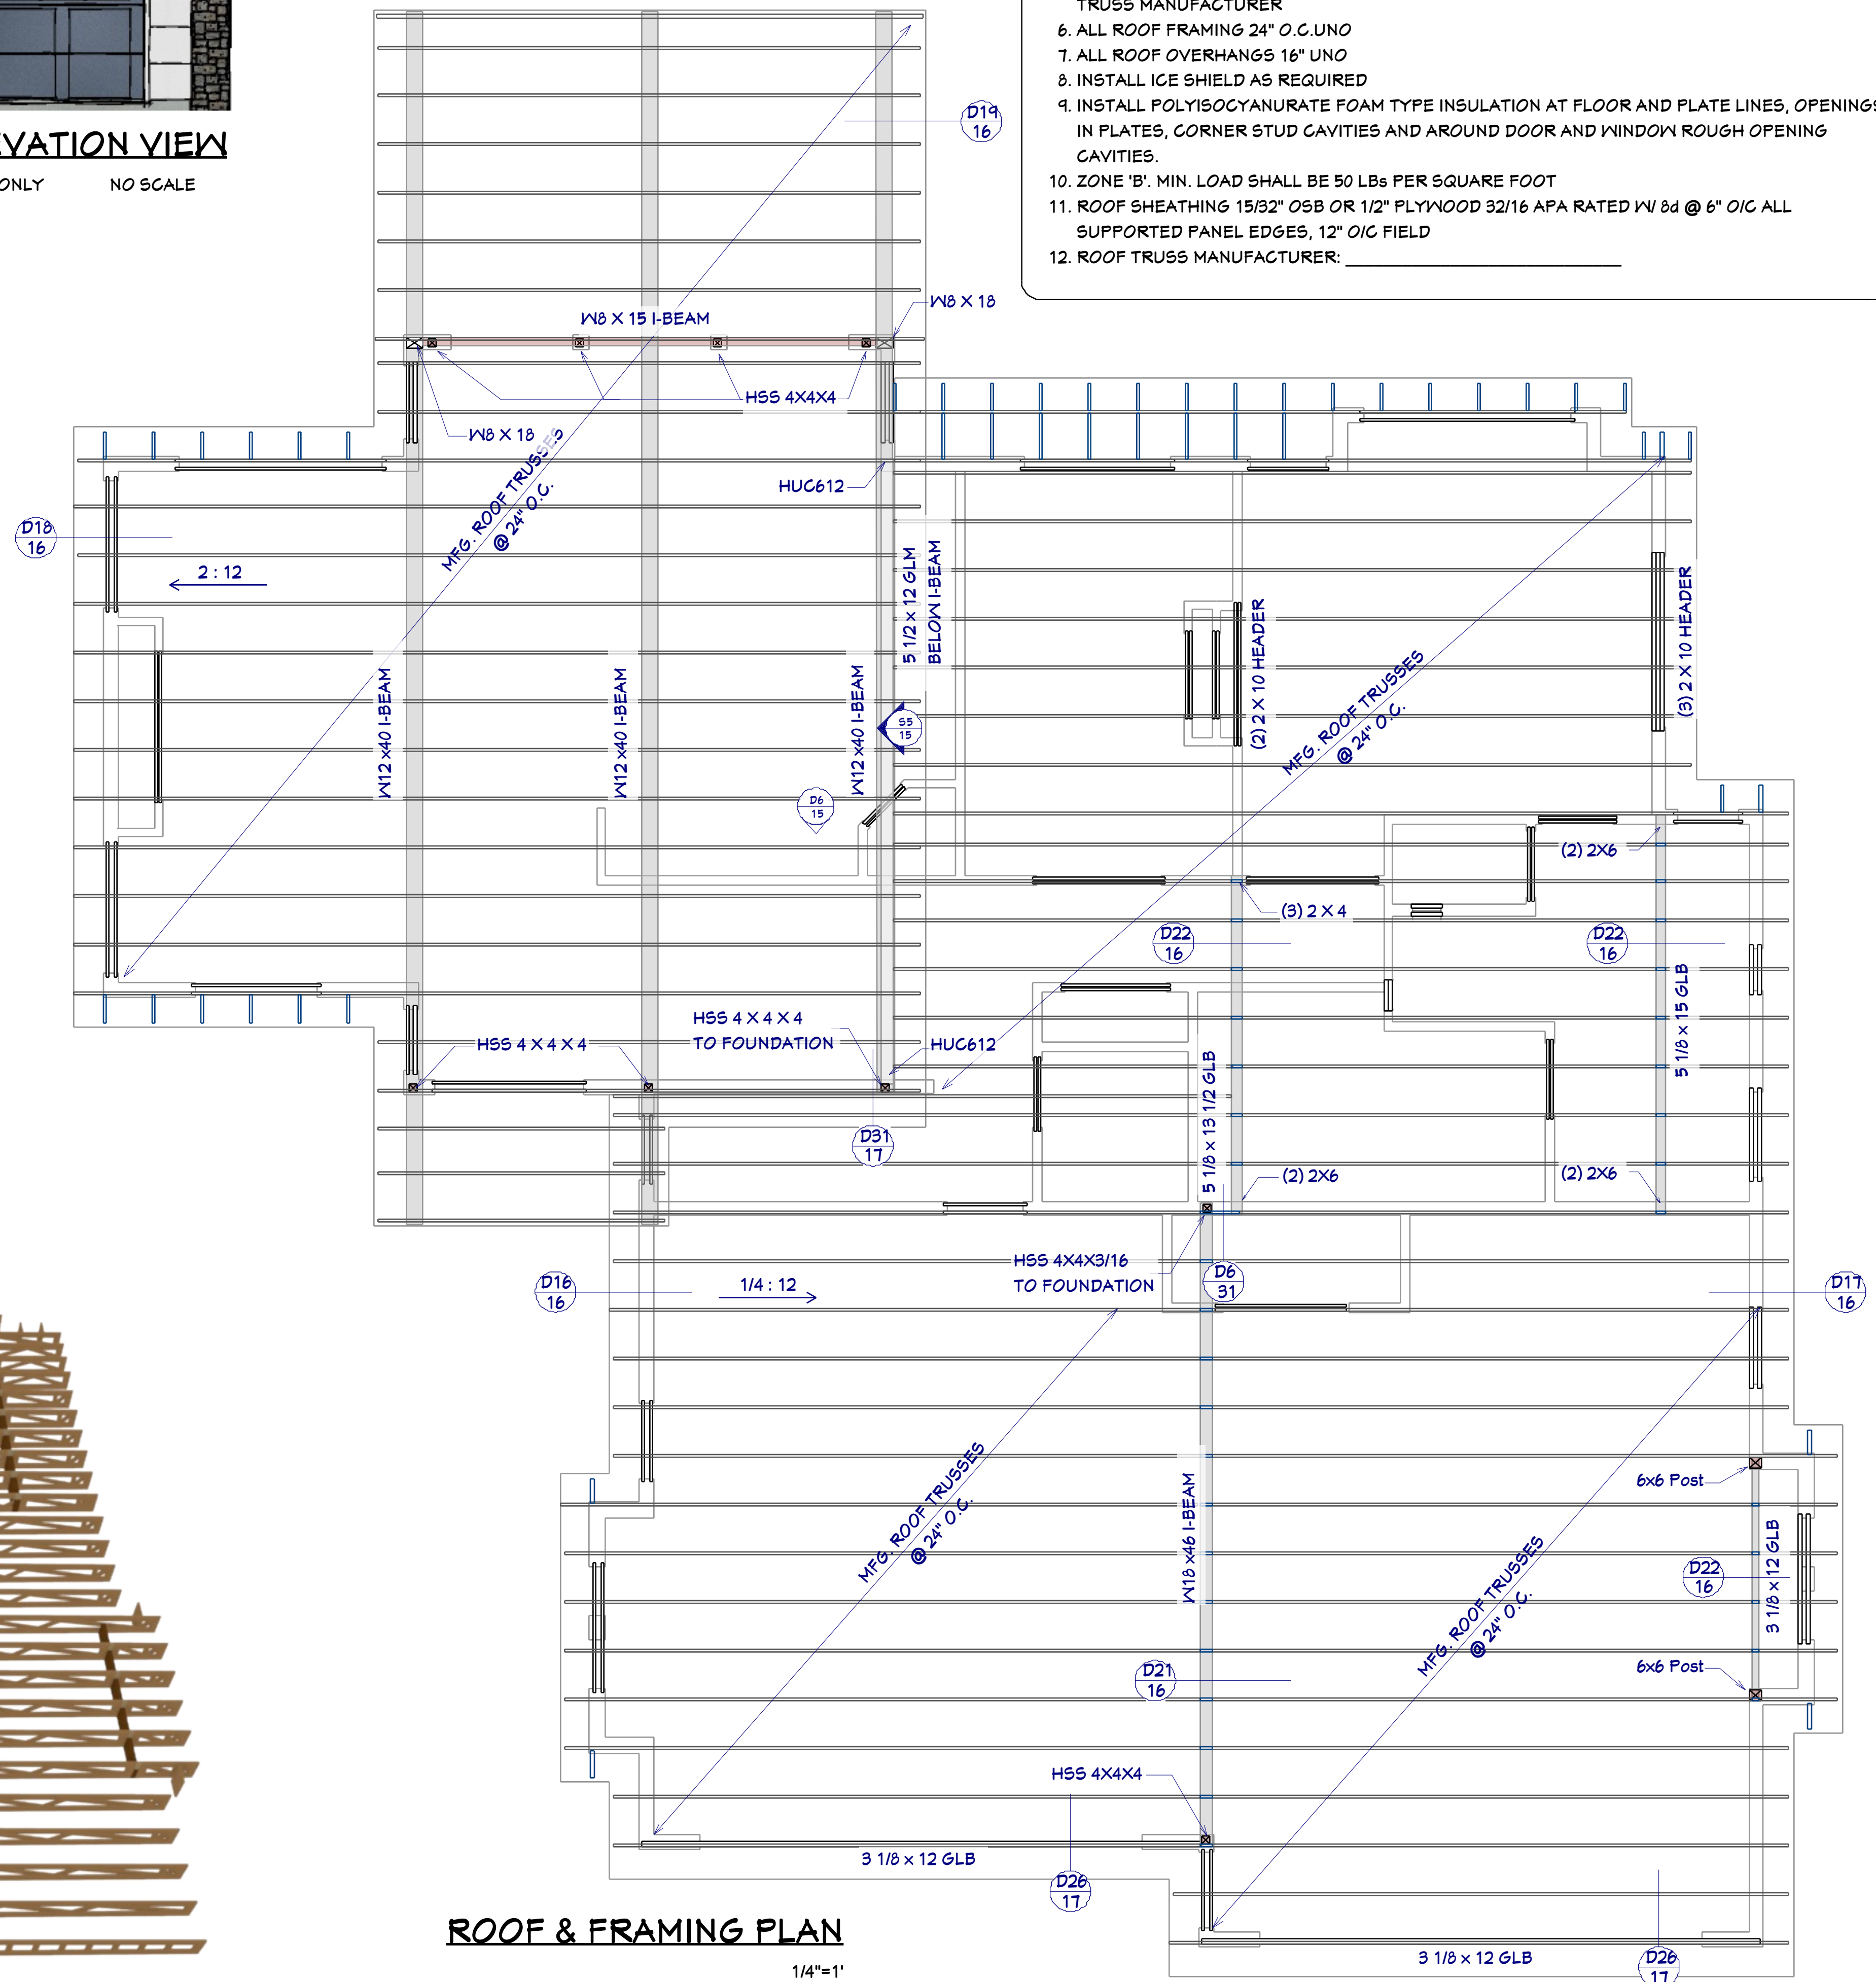 TRUSS MANUFACTURER
6. ALL ROOF FRAMING 24" O.C.UNO
7. ALL ROOF OVERHANGS 16" UNO
8. INSTALL ICE SHIELD AS REQUIRED
9. INSTALL POLYISOCYANURATE FOAM TYPE INSULATION AT FLOOR AND PLATE LINES, OPENINGS
IN PLATES, CORNER STUD CAVITIES AND AROUND DOOR AND WINDOW ROUGH OPENING
CAVITIES.
10. ZONE 'B'. MIN. LOAD SHALL BE 50 LBs PER SQUARE FOOT
11. ROOF SHEATHING 15/32" OSB OR 1/2" PLYWOOD 32/16 APA RATED W/ 8d @ 6" O/C ALL
SUPPORTED PANEL EDGES, 12" O/C FIELD
12. ROOF TRUSS MANUFACTURER:
EVATION VIEW
ONLY NO SCALE
D19
16
W8 X 18
W8 X 15 I-BEAM
HSS 4X4X4
W8 X 18
MFG. ROOF TRUSSES
@ 24" O.C.
HUC612
D18
16
2 : 12
5 1/2 x 12 GLM
BELOW I-BEAM
W12 x40 I-BEAM
W12 x40 I-BEAM
W12 x40 I-BEAM
S5
15
D6
15
(2) 2 X 10 HEADER
(3) 2 X 10 HEADER
MFG. ROOF TRUSSES
@ 24" O.C.
(2) 2X6
(3) 2 X 4
D22
16
D22
16
5 1/8 x 15 GLB
HSS 4 X 4 X 4
TO FOUNDATION
HSS 4 X 4 X 4
HUC612
D31
17
5 1/8 x 13 1/2 GLB
(2) 2X6
(2) 2X6
HSS 4X4X3/16
TO FOUNDATION
D6
31
D16
16
1/4 : 12
D17
16
MFG. ROOF TRUSSES
@ 24" O.C.
W18 x46 I-BEAM
6x6 Post
MFG. ROOF TRUSSES
@ 24" O.C.
D22
16
3 1/8 x 12 GLB
6x6 Post
D21
16
HSS 4X4X4
3 1/8 x 12 GLB
D26
17
3 1/8 x 12 GLB
D26
17
ROOF & FRAMING PLAN
1/4"=1'